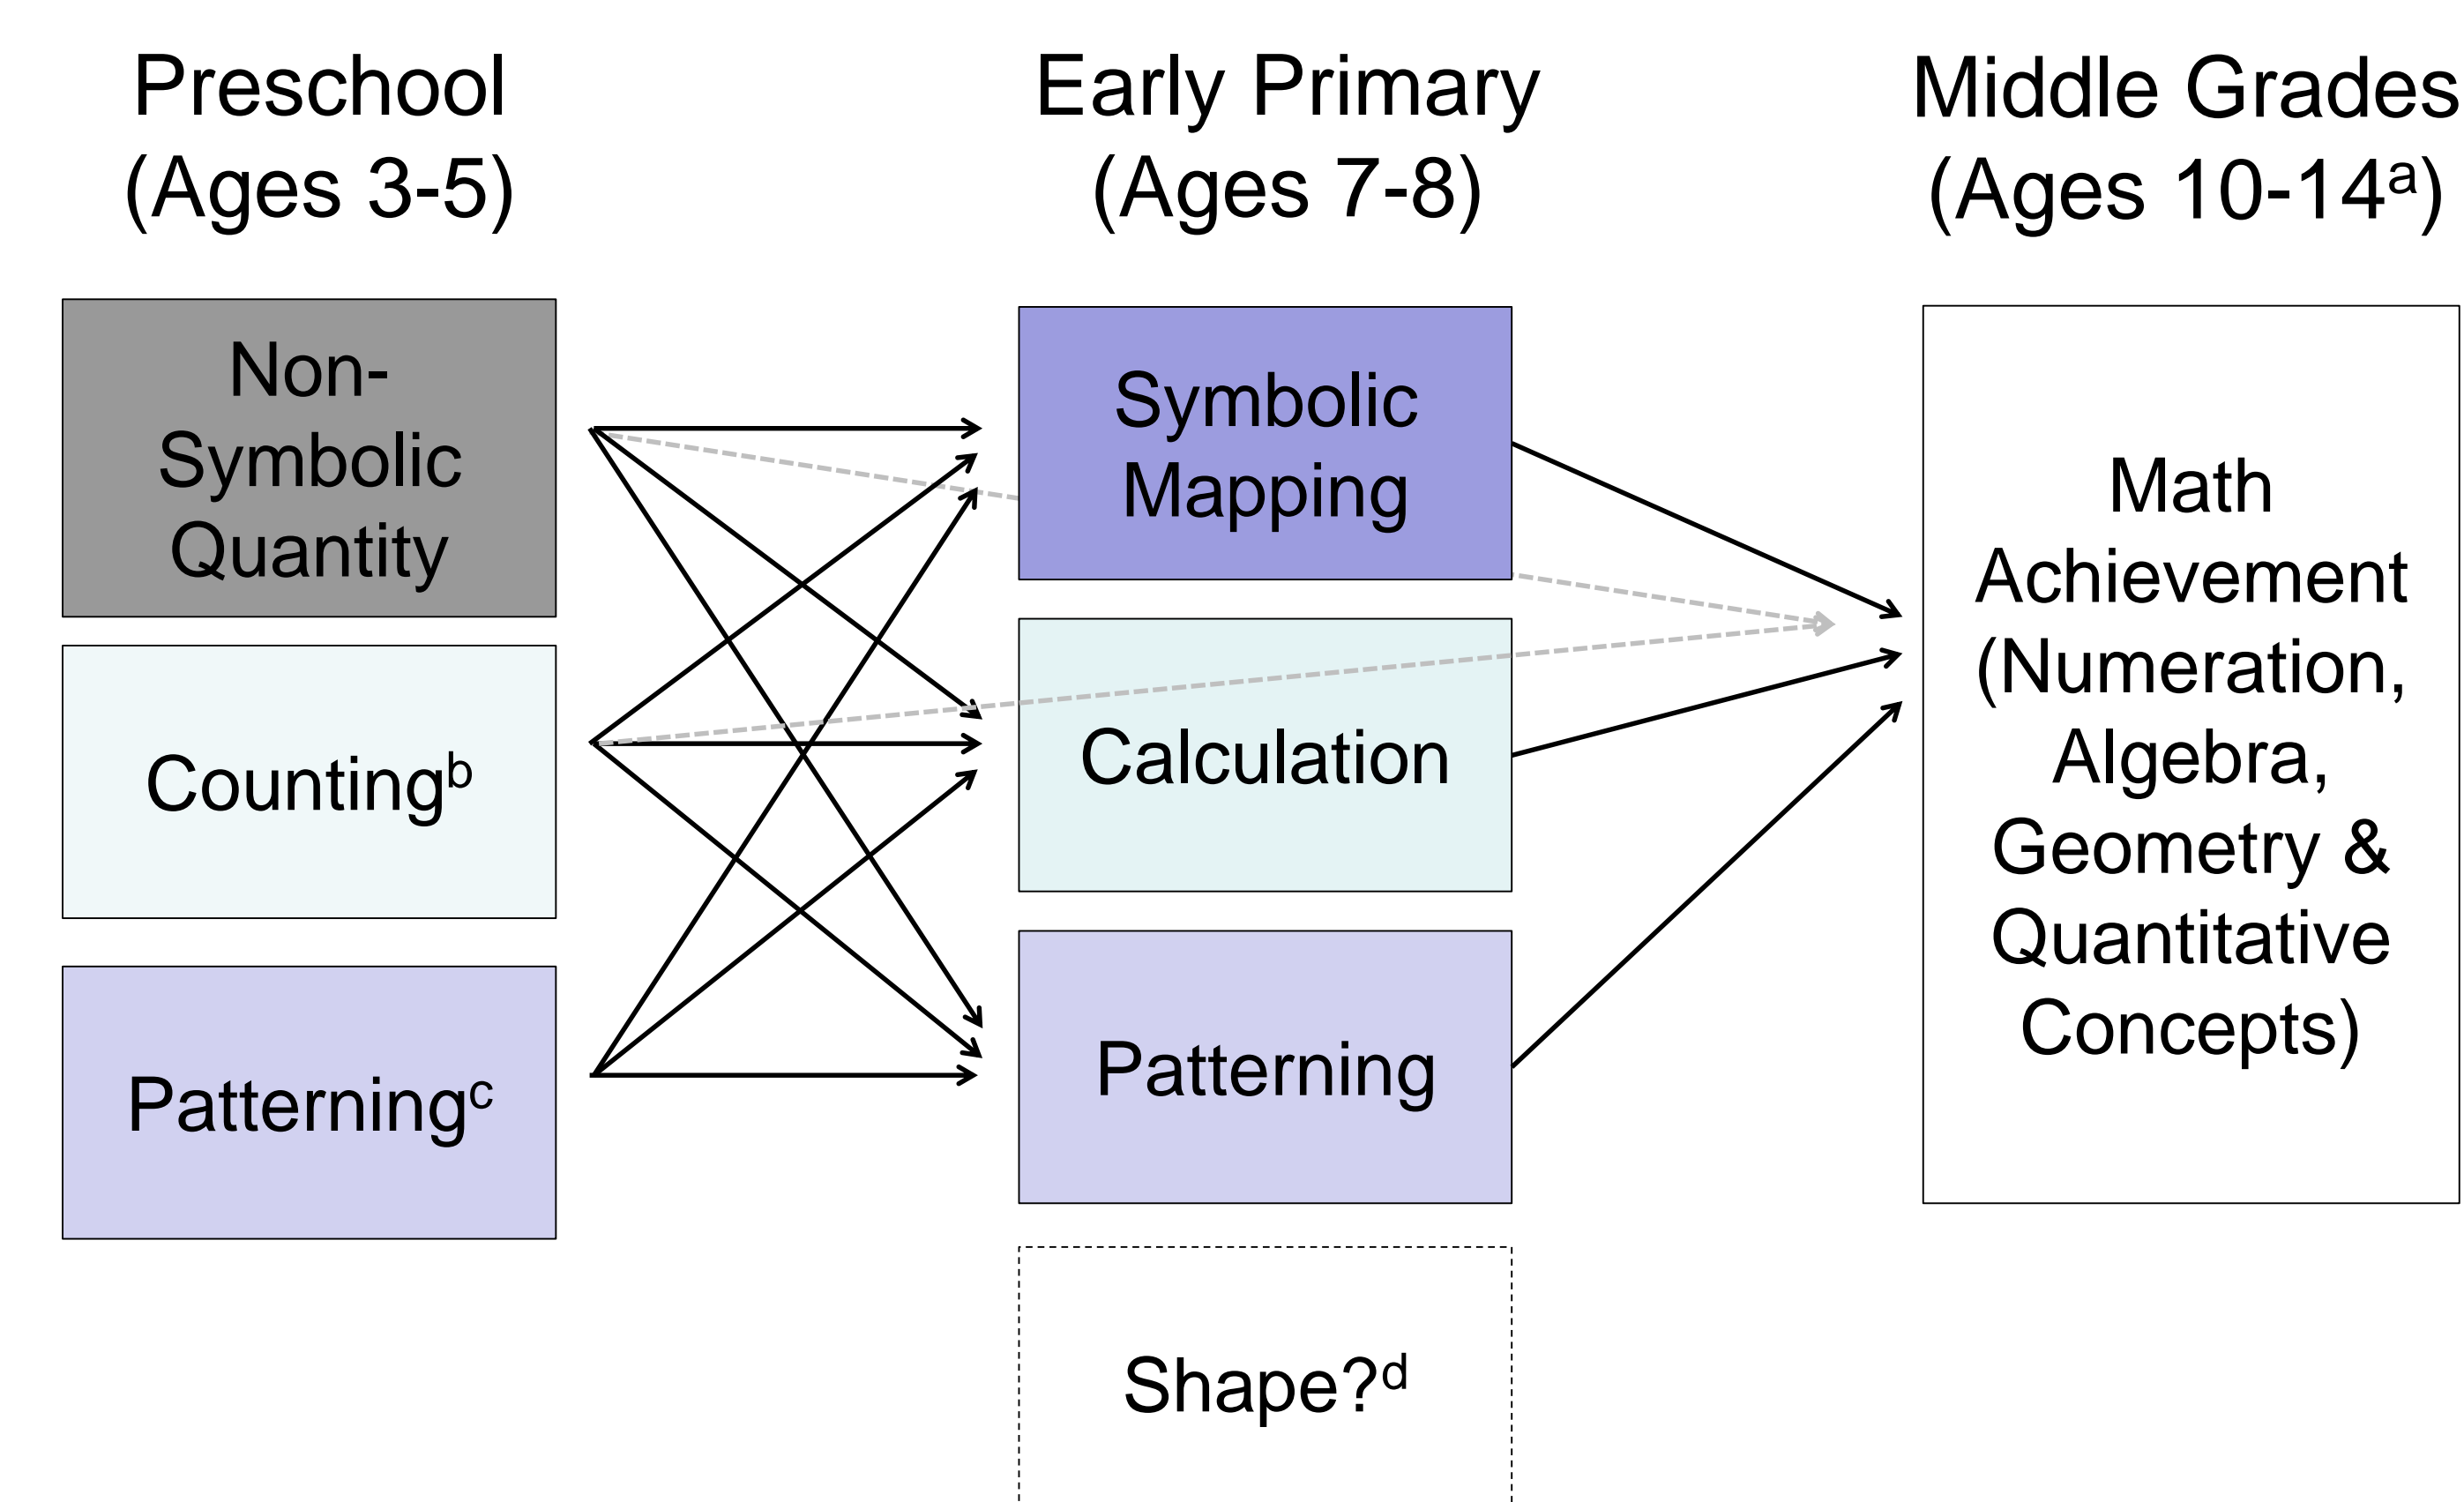 Preschool
(Ages 3-5)
Early Primary
(Ages 7-8)
Middle Grades
(Ages 10-14ᵃ)
Non-
Symbolic
Quantity
Countingᵇ
Patterningᶜ
Symbolic
Mapping
Calculation
Patterning
Shape?ᵈ
Math
Achievement
(Numeration,
Algebra,
Geometry &
Quantitative
Concepts)